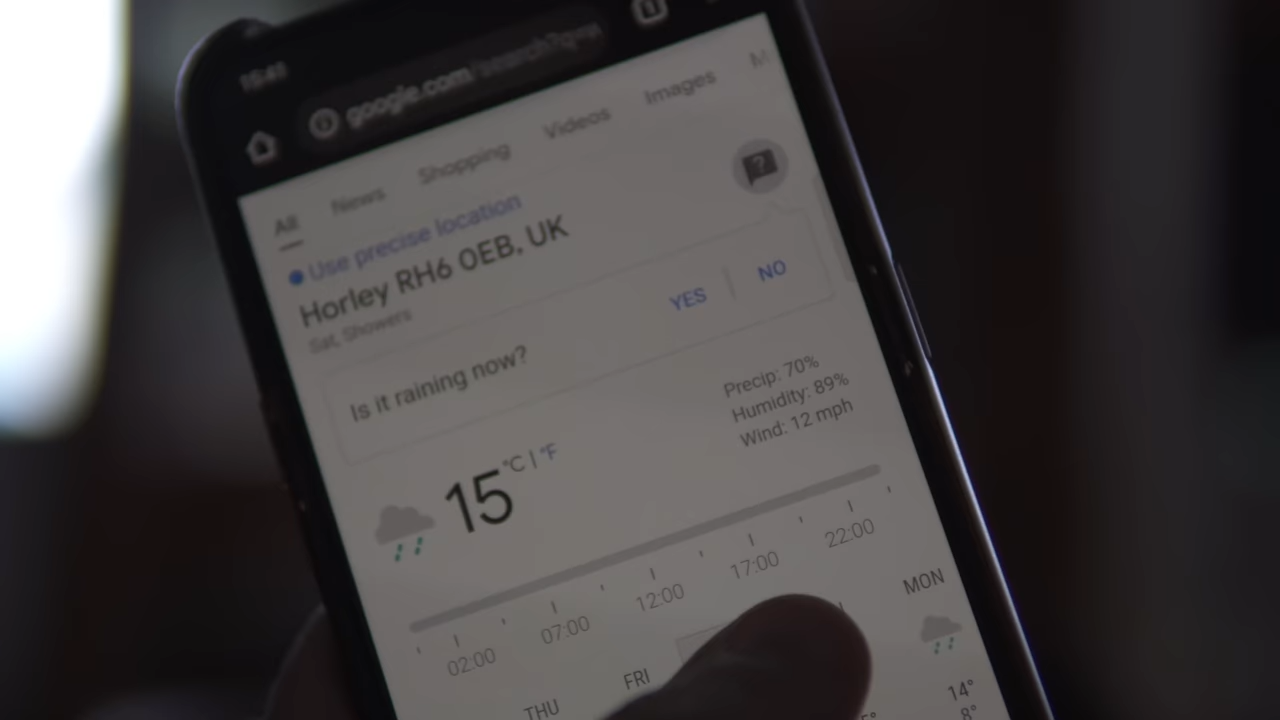 15:41
google.com/search?q=w
All News Shopping Videos Images M
Use precise location
Horley RH6 0EB, UK
Sat, Showers
Is it raining now?
YES | NO
15 °C | °F
Precip: 70%
Humidity: 89%
Wind: 12 mph
02:00 07:00 12:00 17:00 22:00
THU FRI MON
14°
8°